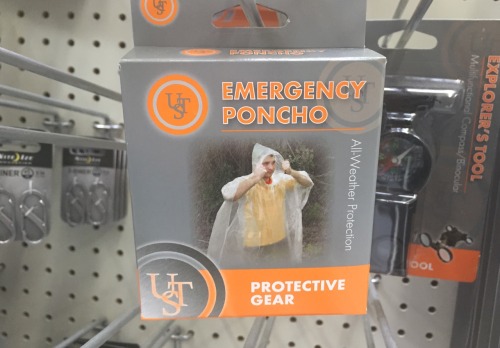 UST
EMERGENCY
PONCHO
All-Weather Protection
UST
PROTECTIVE
GEAR
EXPLORER'S TOOL
TOOL